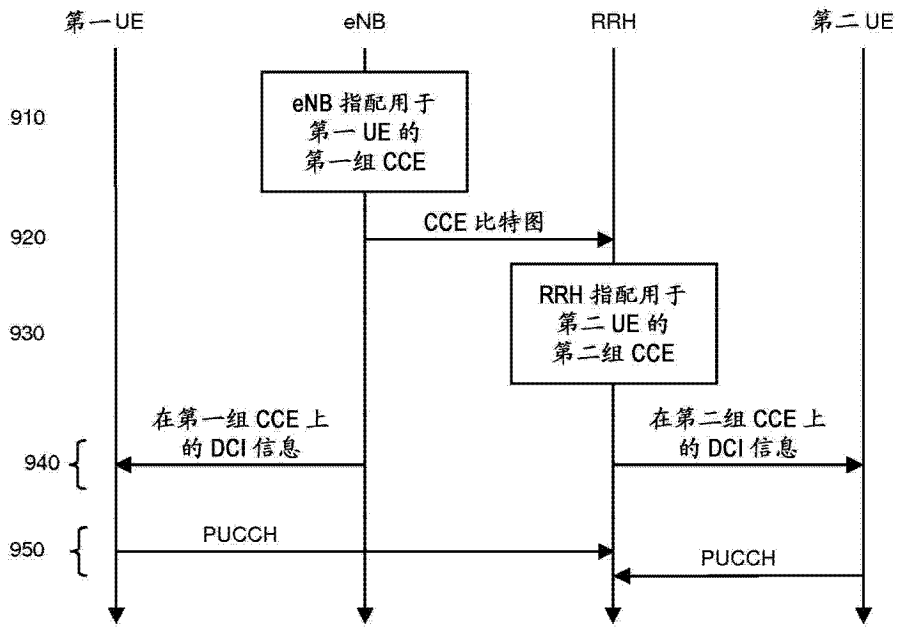 第一 UE eNB RRH 第二 UE
910
eNB 指配用于
第一 UE 的
第一组 CCE
920
CCE 比特图
930
RRH 指配用于
第二 UE 的
第二组 CCE
在第一组 CCE 上
的 DCI 信息
在第二组 CCE 上
的 DCI 信息
940
950
PUCCH
PUCCH